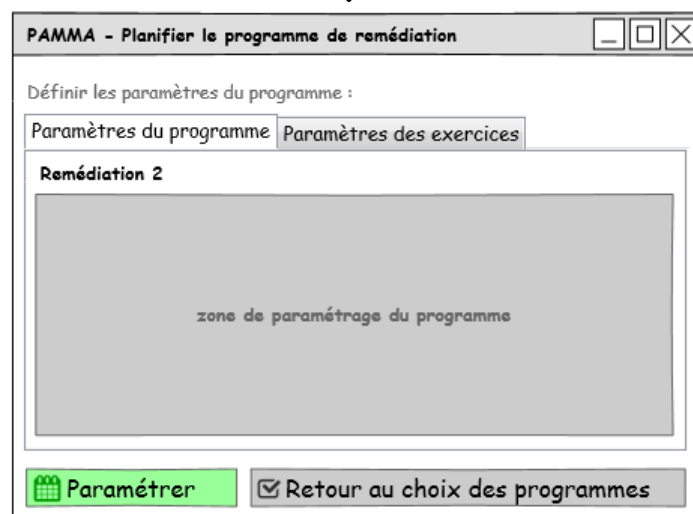 PAMMA - Planifier le programme de remédiation
Définir les paramètres du programme :
Paramètres du programme Paramètres des exercices
Remédiation 2
zone de paramétrage du programme
Paramétrer Retour au choix des programmes